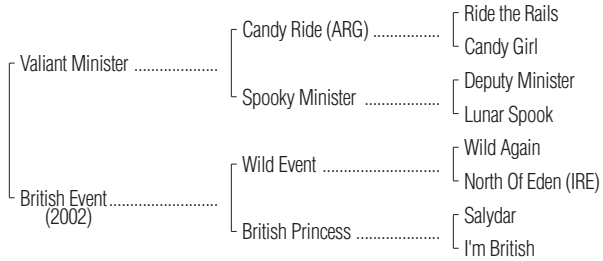 Ride the Rails
Candy Ride (ARG) ................
Candy Girl
Valiant Minister ....................
Deputy Minister
Spooky Minister ..................
Lunar Spook
Wild Again
Wild Event ............................
North Of Eden (IRE)
British Event..........................
(2002)
Salydar
British Princess ....................
I'm British